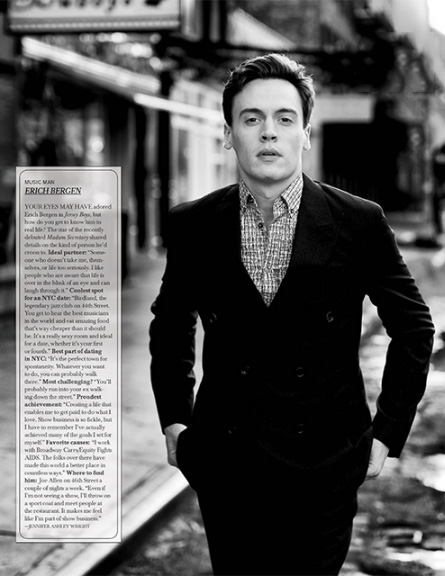 MUSIC MAN
ERICH BERGEN
YOUR EYES MAY HAVE adored
Erich Bergen in Jersey Boys, but
how do you get to know him in
real life? The star of the recently
debuted Madam Secretary shared
details on the kind of person he'd
croon to. Ideal partner: "Some-
one who doesn't take me, them-
selves, or life too seriously. I like
people who are aware that life is
over in the blink of an eye and can
laugh through it." Coolest spot
for an NYC date: "Birdland, the
legendary jazz club on 44th Street.
You get to hear the best musicians
in the world and eat amazing food
that's way cheaper than it should
be. It's a really sexy room and ideal
for a date, whether it's your first
or fourth." Best part of dating
in NYC: "It's the perfect town for
spontaneity. Whatever you want
to do, you can probably walk
there." Most challenging? "You'll
probably run into your ex walk-
ing down the street." Proudest
achievement: "Creating a life that
enables me to get paid to do what I
love. Show business is so fickle, but
I have to remember I've actually
achieved many of the goals I set for
myself." Favorite causes: "I work
with Broadway Cares/Equity Fights
AIDS. The folks over there have
made this world a better place in
countless ways." Where to find
him: Joe Allen on 46th Street a
couple of nights a week. "Even if
I'm not seeing a show, I'll throw on
a sport coat and meet people at
the restaurant. It makes me feel
like I'm part of show business."
—JENNIFER ASHLEY WRIGHT